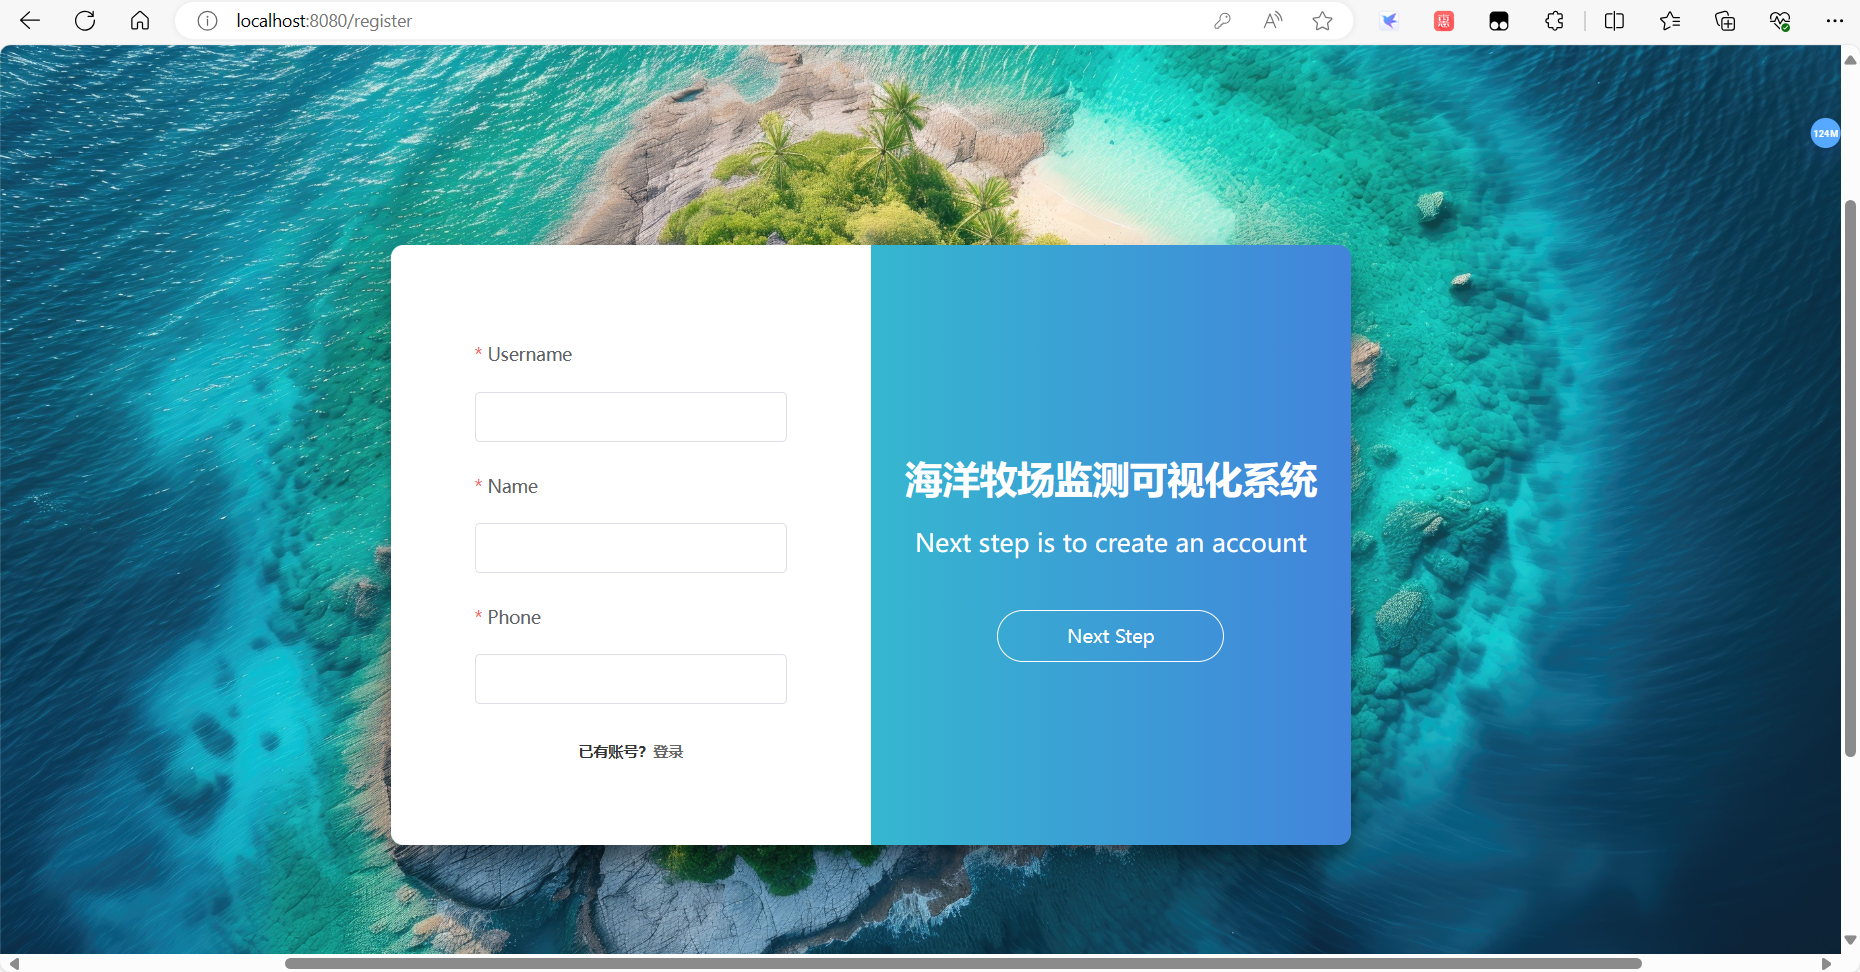 localhost:8080/register
124M
* Username
* Name
* Phone
已有账号? 登录
海洋牧场监测可视化系统
Next step is to create an account
Next Step